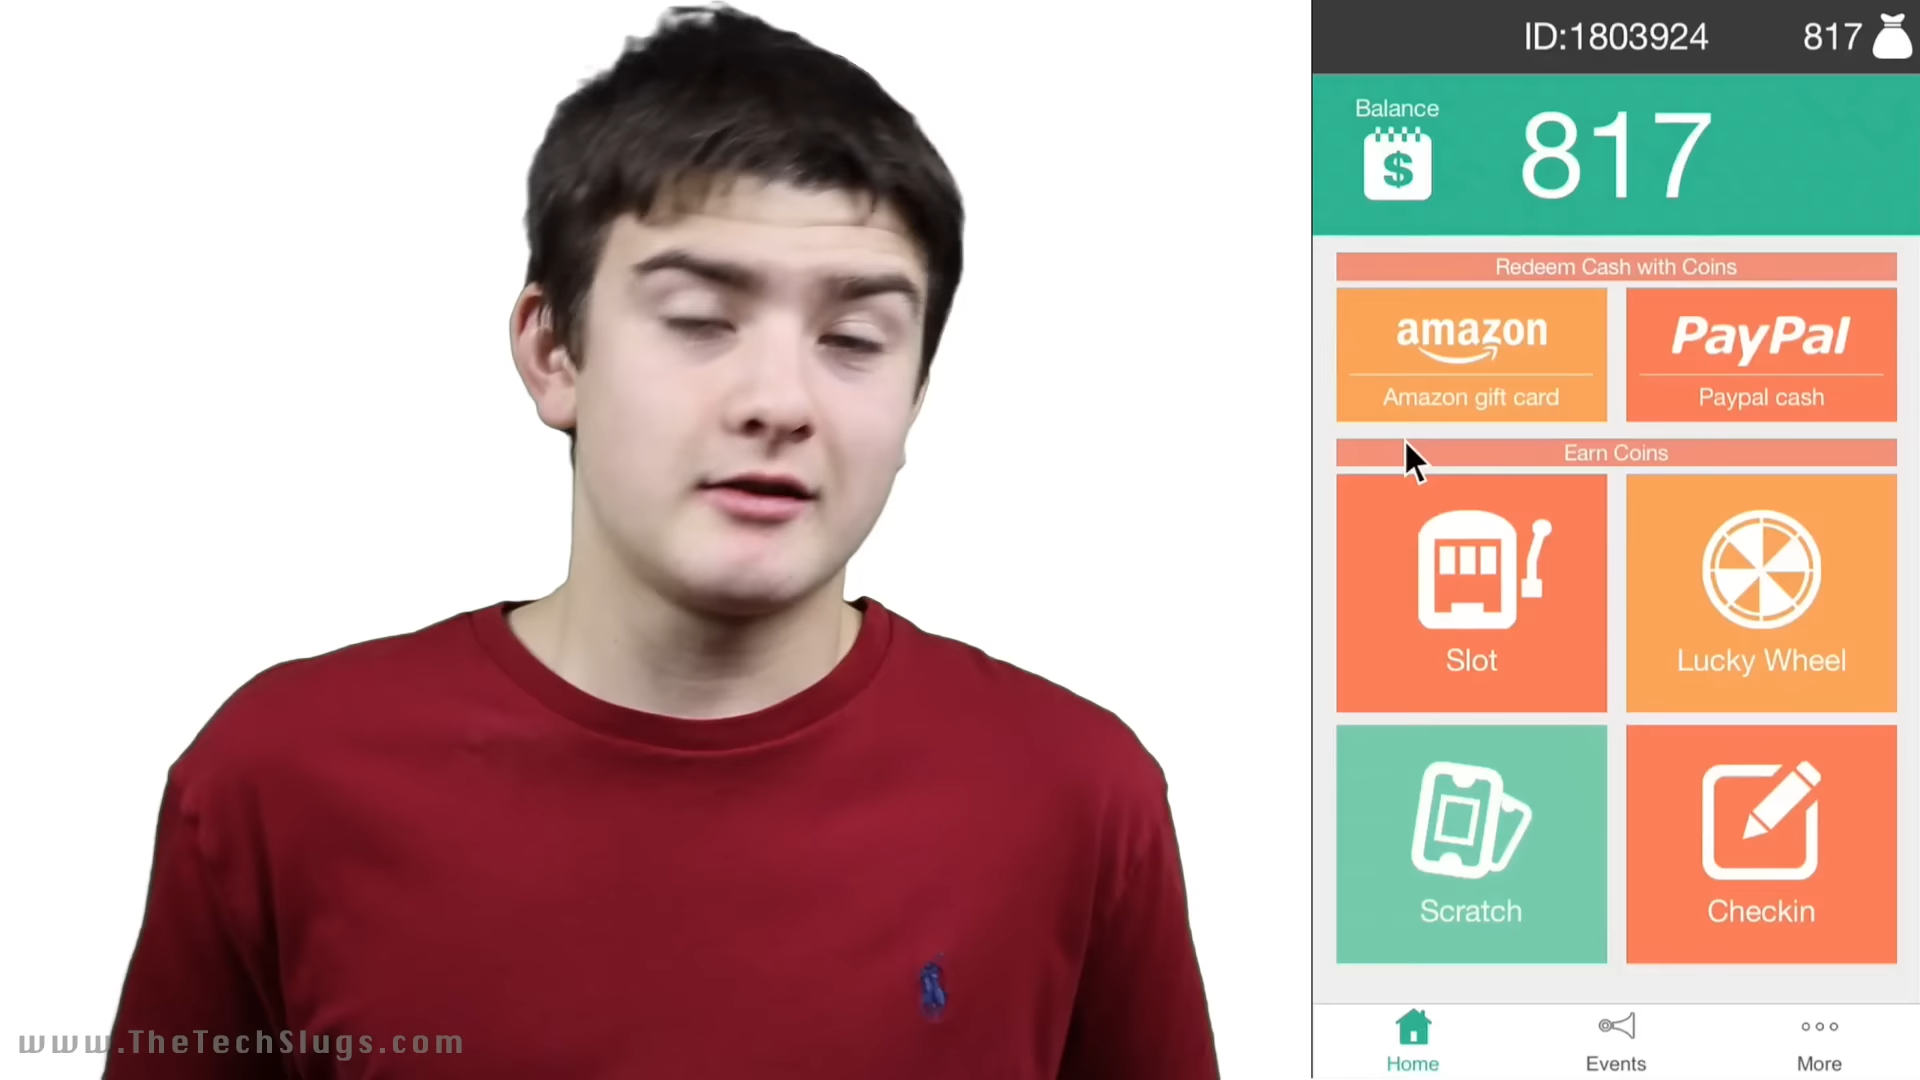 ID:1803924
817
Balance
817
Redeem Cash with Coins
amazon
Amazon gift card
PayPal
Paypal cash
Earn Coins
Slot
Lucky Wheel
Scratch
Checkin
Home
Events
More
www.TheTechSlugs.com